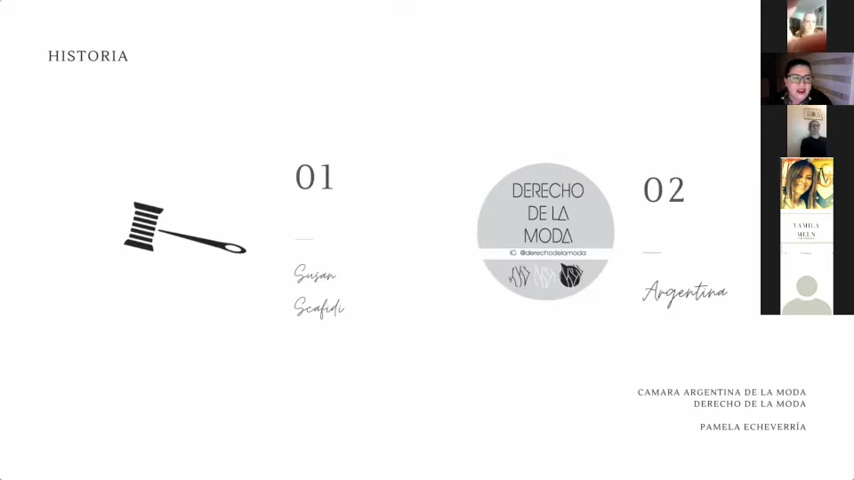 HISTORIA
01
Susan
Scafidi
DERECHO
DE LA
MODA
IG @derechodelamoda
02
Argentina
CAMARA ARGENTINA DE LA MODA
DERECHO DE LA MODA
PAMELA ECHEVERRÍA
YAMILA